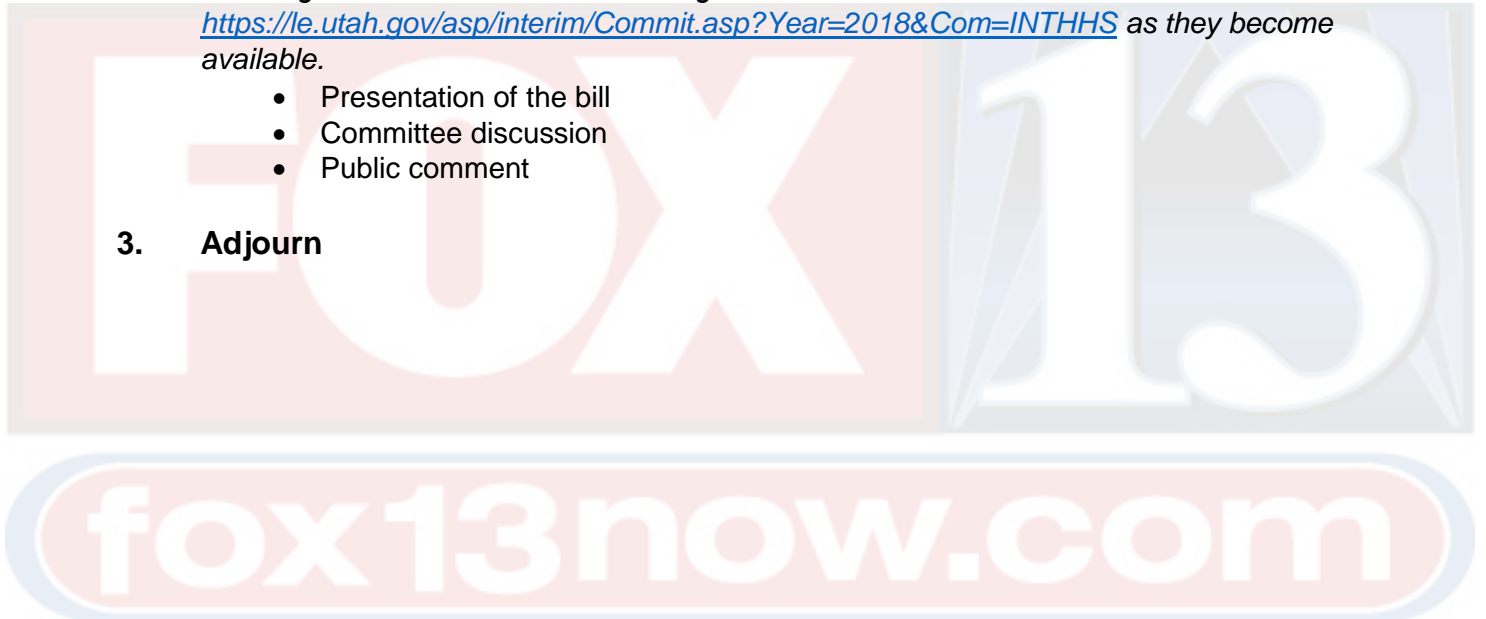 https://le.utah.gov/asp/interim/Commit.asp?Year=2018&Com=INTHHS as they become
available.
• Presentation of the bill
• Committee discussion
• Public comment
3. Adjourn
FOX 13
fox13now.com